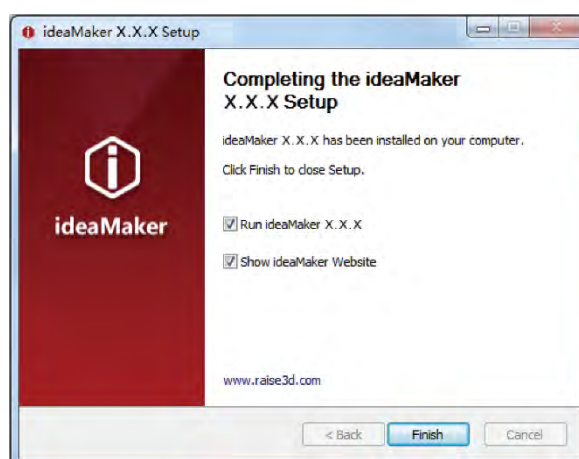 ideaMaker X.X.X Setup
Completing the ideaMaker
X.X.X Setup
ideaMaker X.X.X has been installed on your computer.
Click Finish to close Setup.
ideaMaker
Run ideaMaker X.X.X
Show ideaMaker Website
www.raise3d.com
< Back
Finish
Cancel